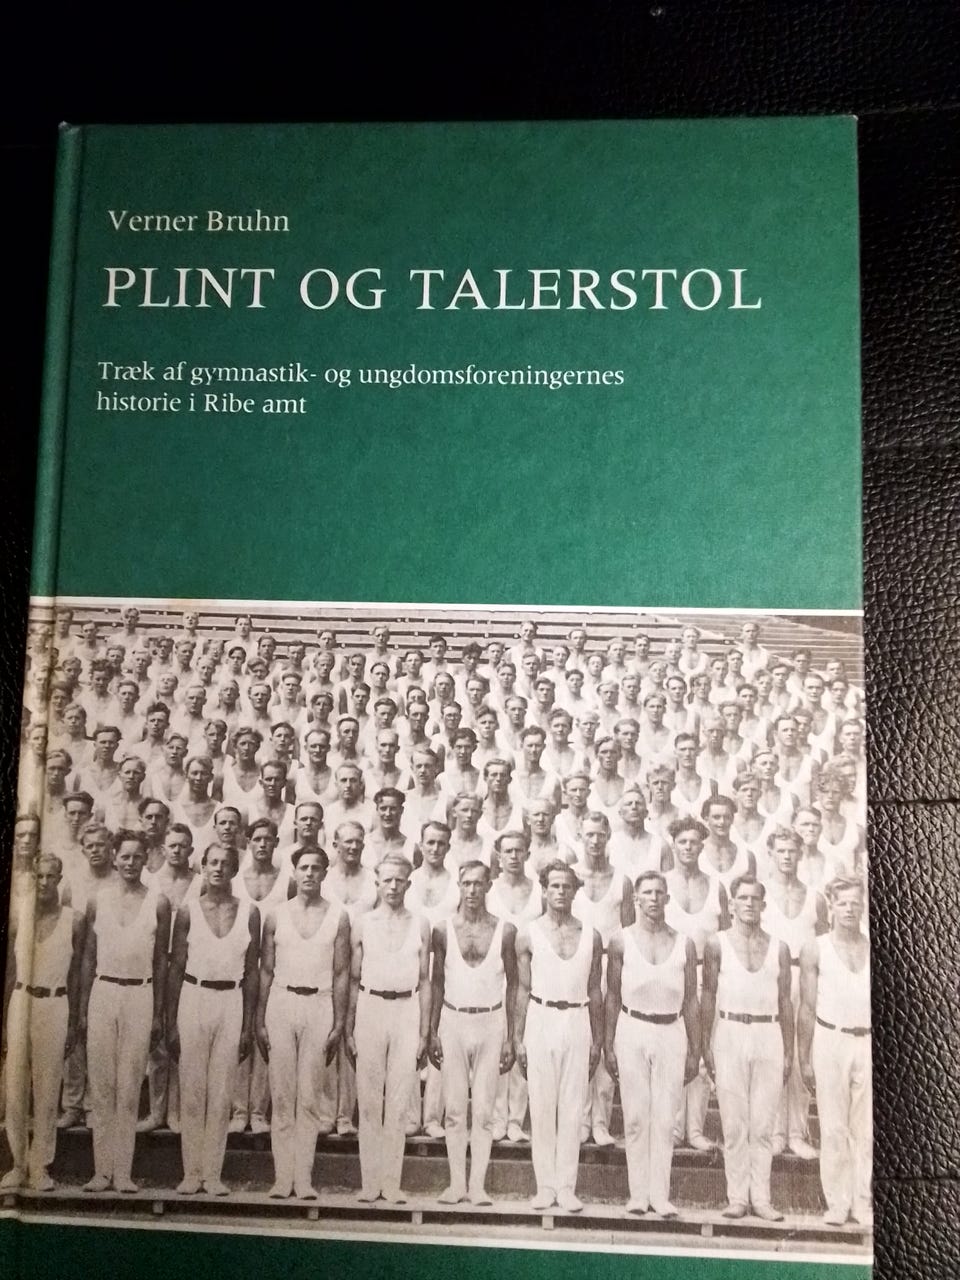 Verner Bruhn
PLINT OG TALERSTOL
Træk af gymnastik- og ungdomsforeningernes
historie i Ribe amt